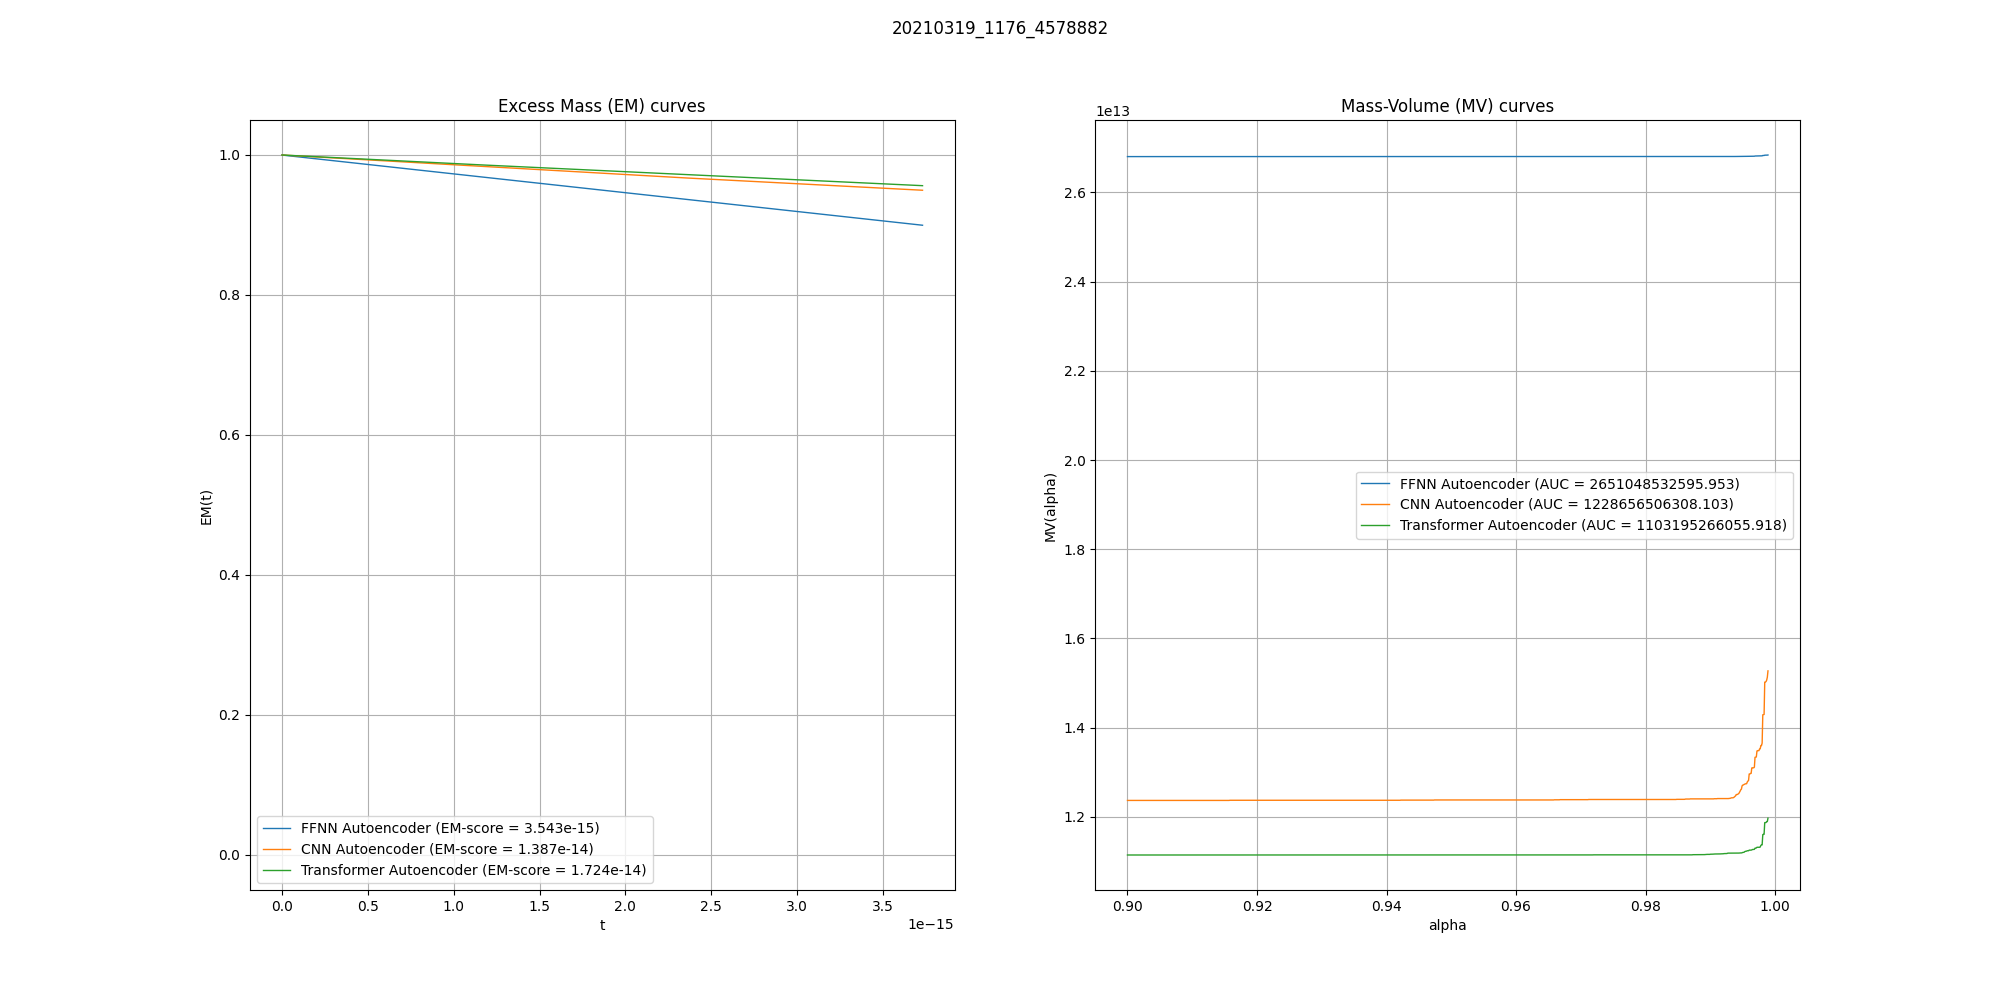 20210319_1176_4578882
Excess Mass (EM) curves
EM(t)
1.0
0.8
0.6
0.4
0.2
0.0
FFNN Autoencoder (EM-score = 3.543e-15)
CNN Autoencoder (EM-score = 1.387e-14)
Transformer Autoencoder (EM-score = 1.724e-14)
0.0 0.5 1.0 1.5 2.0 2.5 3.0 3.5
1e−15
t
Mass-Volume (MV) curves
1e13
MV(alpha)
2.6
2.4
2.2
2.0
1.8
1.6
1.4
1.2
FFNN Autoencoder (AUC = 2651048532595.953)
CNN Autoencoder (AUC = 1228656506308.103)
Transformer Autoencoder (AUC = 1103195266055.918)
0.90 0.92 0.94 0.96 0.98 1.00
alpha